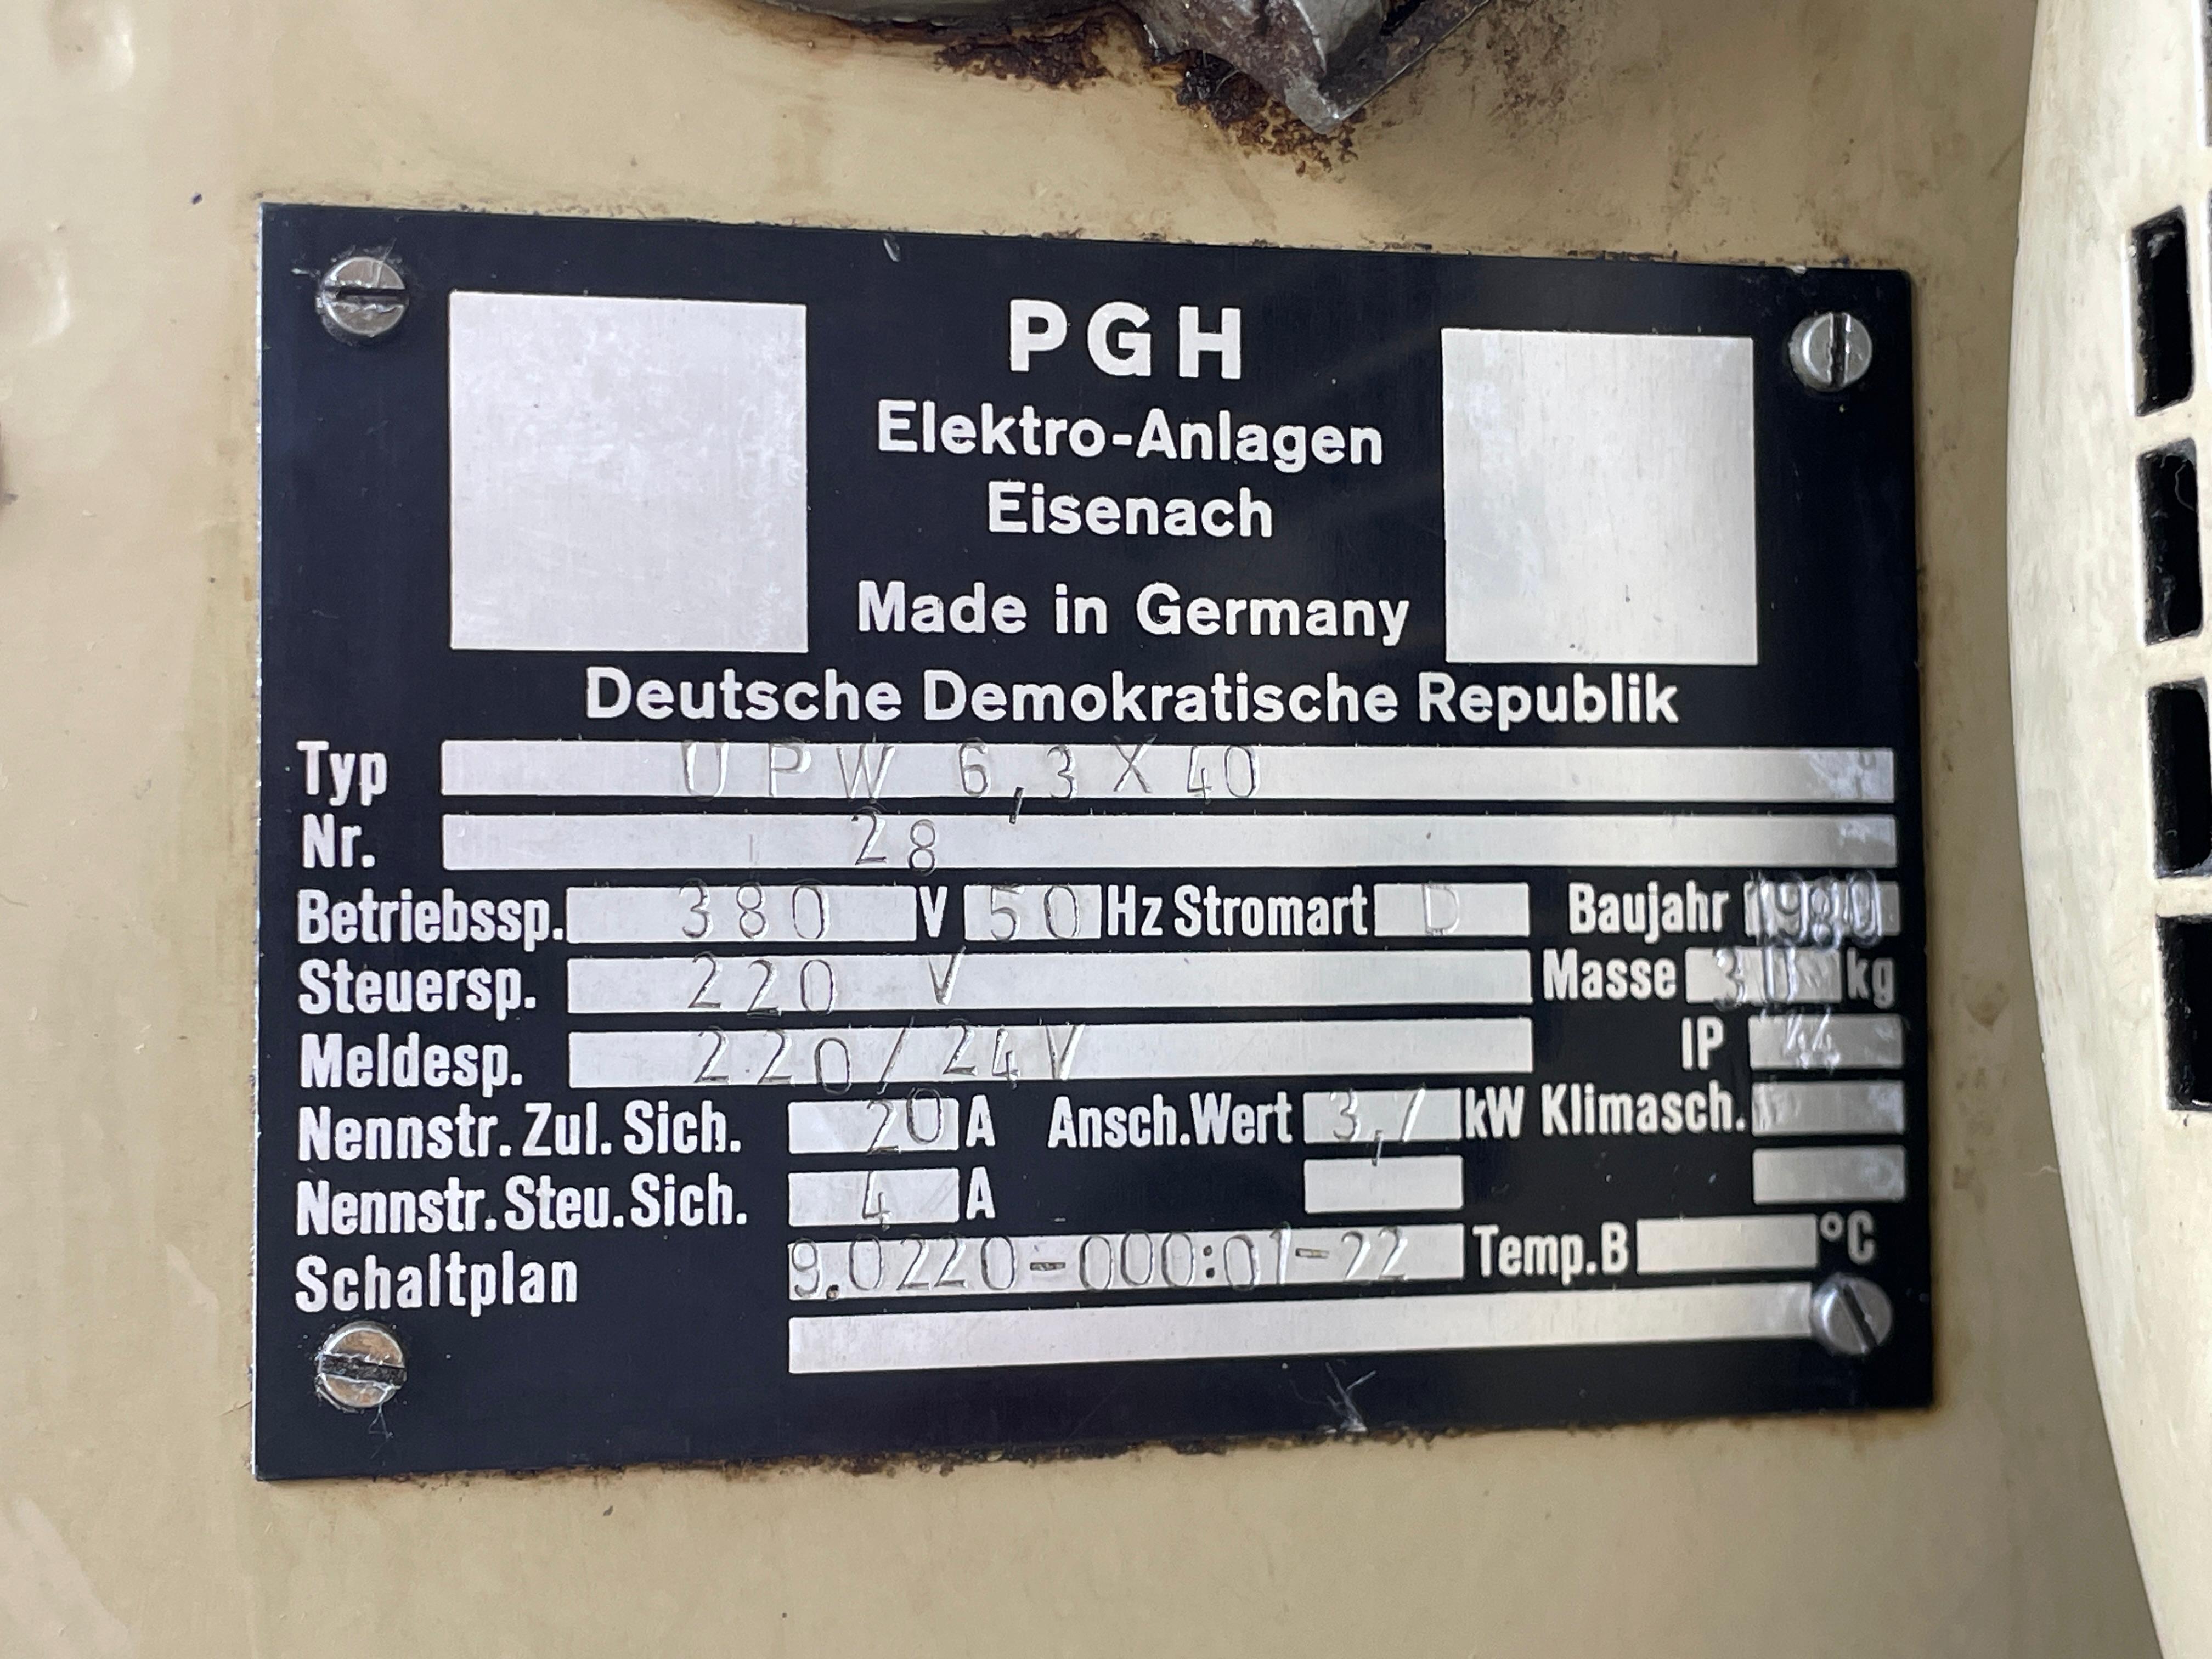 PGH
Elektro-Anlagen
Eisenach
Made in Germany
Deutsche Demokratische Republik
Typ UPW 6,3X40
Nr. 28
Betriebssp. 380 V 50 Hz Stromart D Baujahr
Steuersp. 220 V Masse kg
Meldesp. 220/24V IP 44
Nennstr. Zul. Sich. 20 A Ansch.Wert 3,7 kW Klimasch.
Nennstr. Steu. Sich. 4 A
Schaltplan 9.0220-000:01-22 Temp.B °C